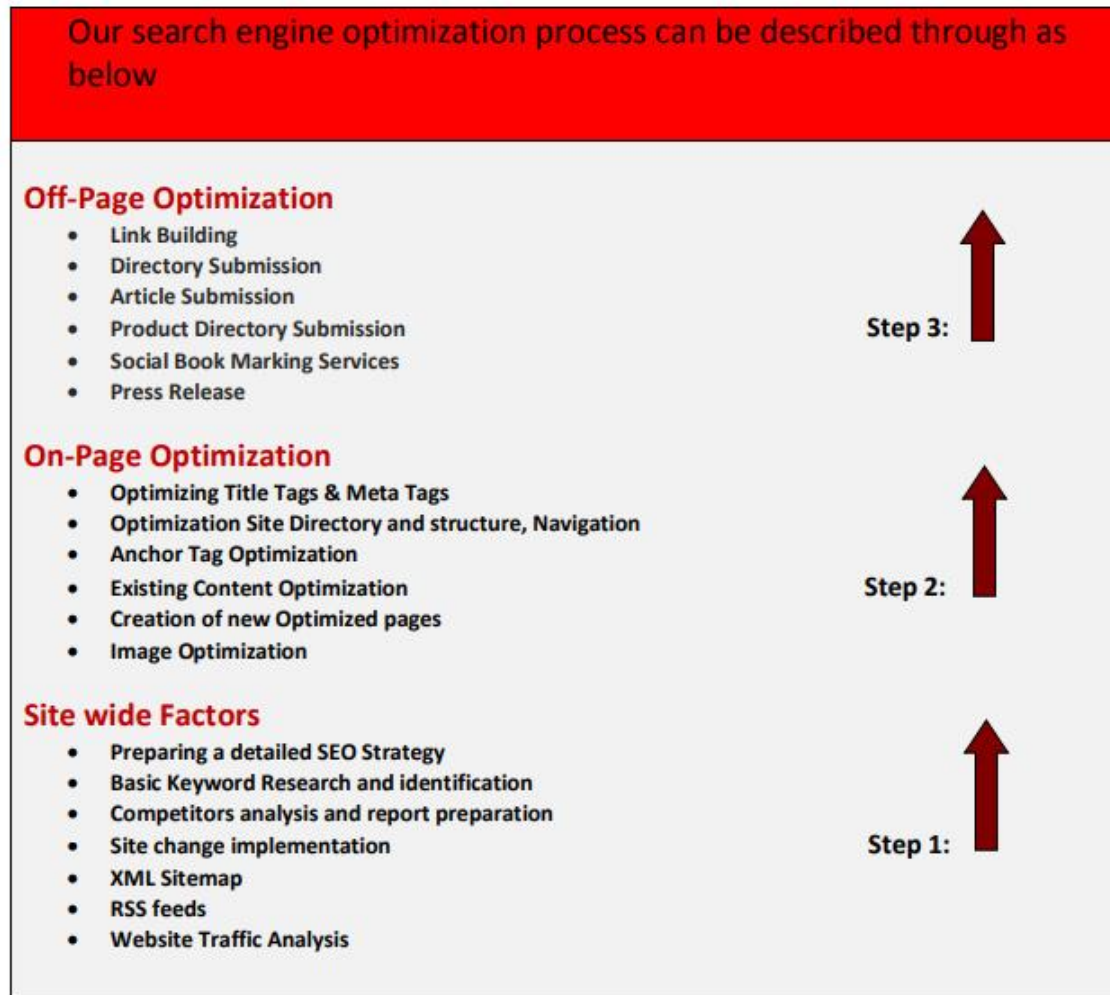 Our search engine optimization process can be described through as
below
Off-Page Optimization
• Link Building
• Directory Submission
• Article Submission
• Product Directory Submission
Step 3:
• Social Book Marking Services
• Press Release
On-Page Optimization
• Optimizing Title Tags & Meta Tags
• Optimization Site Directory and structure, Navigation
• Anchor Tag Optimization
• Existing Content Optimization
Step 2:
• Creation of new Optimized pages
• Image Optimization
Site wide Factors
• Preparing a detailed SEO Strategy
• Basic Keyword Research and identification
• Competitors analysis and report preparation
• Site change implementation
Step 1:
• XML Sitemap
• RSS feeds
• Website Traffic Analysis